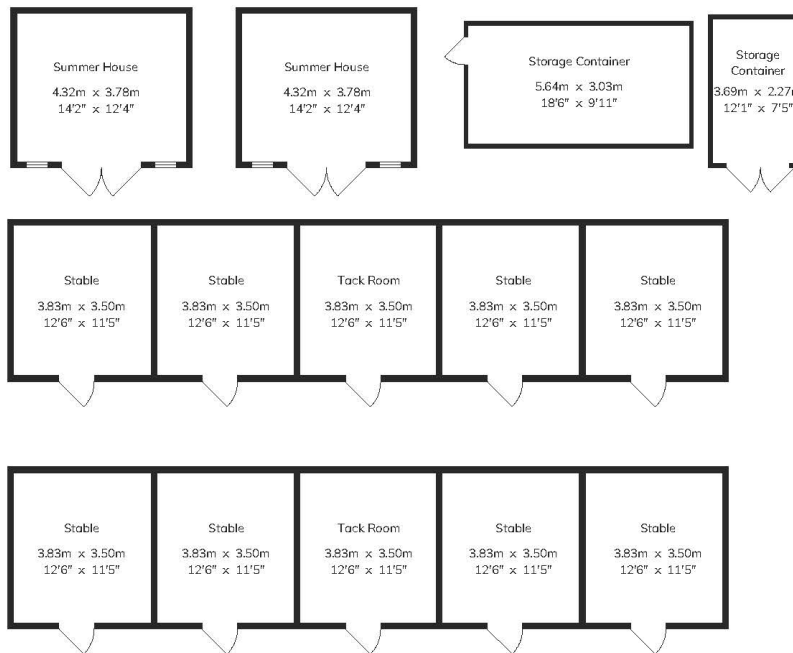 Summer House
4.32m x 3.78m
14'2" x 12'4"
Summer House
4.32m x 3.78m
14'2" x 12'4"
Storage Container
5.64m x 3.03m
18'6" x 9'11"
Storage
Container
3.69m x 2.27m
12'1" x 7'5"
Stable
3.83m x 3.50m
12'6" x 11'5"
Stable
3.83m x 3.50m
12'6" x 11'5"
Tack Room
3.83m x 3.50m
12'6" x 11'5"
Stable
3.83m x 3.50m
12'6" x 11'5"
Stable
3.83m x 3.50m
12'6" x 11'5"
Stable
3.83m x 3.50m
12'6" x 11'5"
Stable
3.83m x 3.50m
12'6" x 11'5"
Tack Room
3.83m x 3.50m
12'6" x 11'5"
Stable
3.83m x 3.50m
12'6" x 11'5"
Stable
3.83m x 3.50m
12'6" x 11'5"